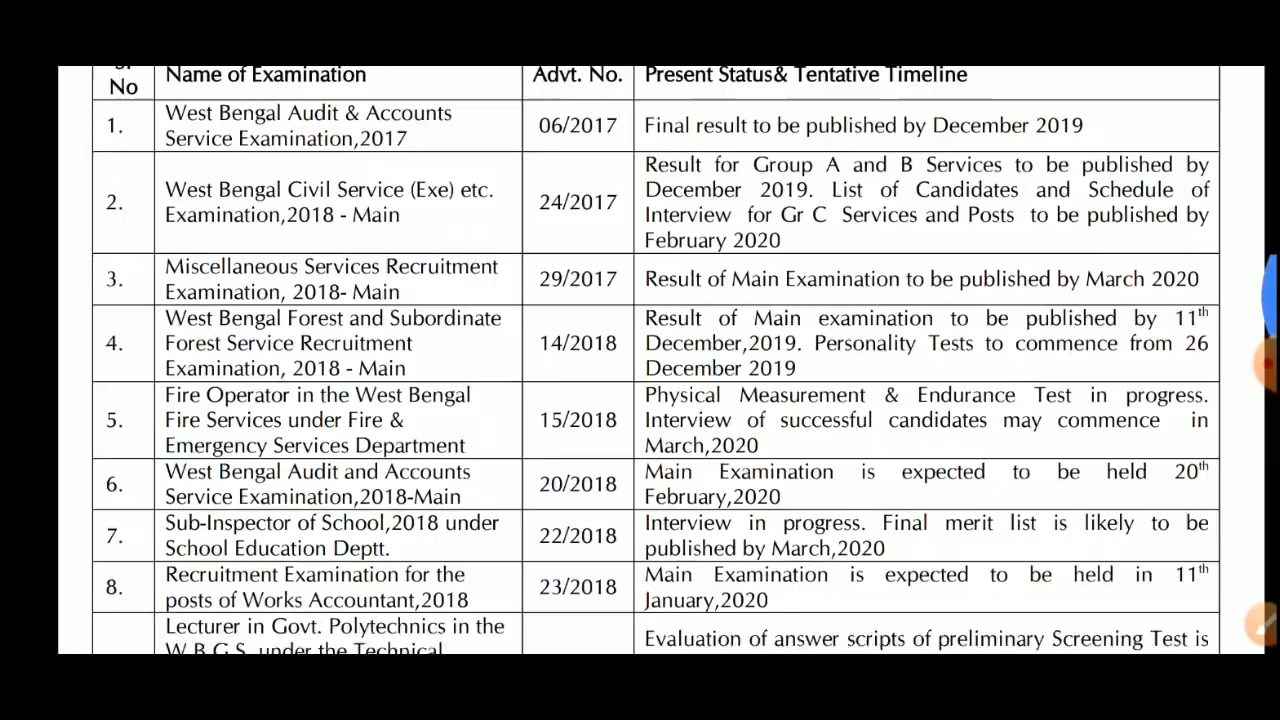 No
Name of Examination
Advt. No.
Present Status& Tentative Timeline
1.
West Bengal Audit & Accounts
Service Examination,2017
06/2017
Final result to be published by December 2019
2.
West Bengal Civil Service (Exe) etc.
Examination,2018 - Main
24/2017
Result for Group A and B Services to be published by
December 2019. List of Candidates and Schedule of
Interview for Gr C Services and Posts to be published by
February 2020
3.
Miscellaneous Services Recruitment
Examination, 2018- Main
29/2017
Result of Main Examination to be published by March 2020
4.
West Bengal Forest and Subordinate
Forest Service Recruitment
Examination, 2018 - Main
14/2018
Result of Main examination to be published by 11th
December,2019. Personality Tests to commence from 26
December 2019
5.
Fire Operator in the West Bengal
Fire Services under Fire &
Emergency Services Department
15/2018
Physical Measurement & Endurance Test in progress.
Interview of successful candidates may commence in
March,2020
6.
West Bengal Audit and Accounts
Service Examination,2018-Main
20/2018
Main Examination is expected to be held 20th
February,2020
7.
Sub-Inspector of School,2018 under
School Education Deptt.
22/2018
Interview in progress. Final merit list is likely to be
published by March,2020
8.
Recruitment Examination for the
posts of Works Accountant,2018
23/2018
Main Examination is expected to be held in 11th
January,2020
Lecturer in Govt. Polytechnics in the
W.B.G.S. under the Technical
Evaluation of answer scripts of preliminary Screening Test is